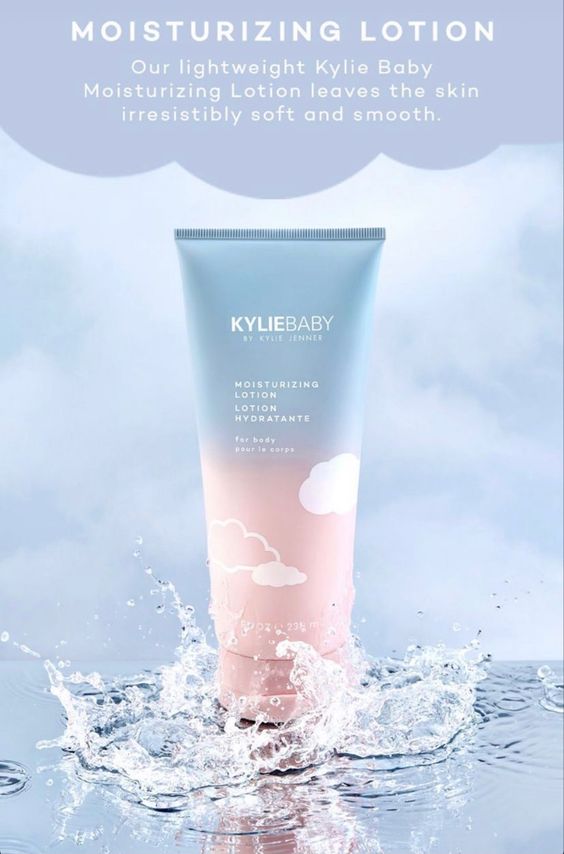 MOISTURIZING LOTION
Our lightweight Kylie Baby
Moisturizing Lotion leaves the skin
irresistibly soft and smooth.
KYLIEBABY
BY KYLIE JENNER
MOISTURIZING
LOTION
LOTION
HYDRATANTE
for body
pour le corps